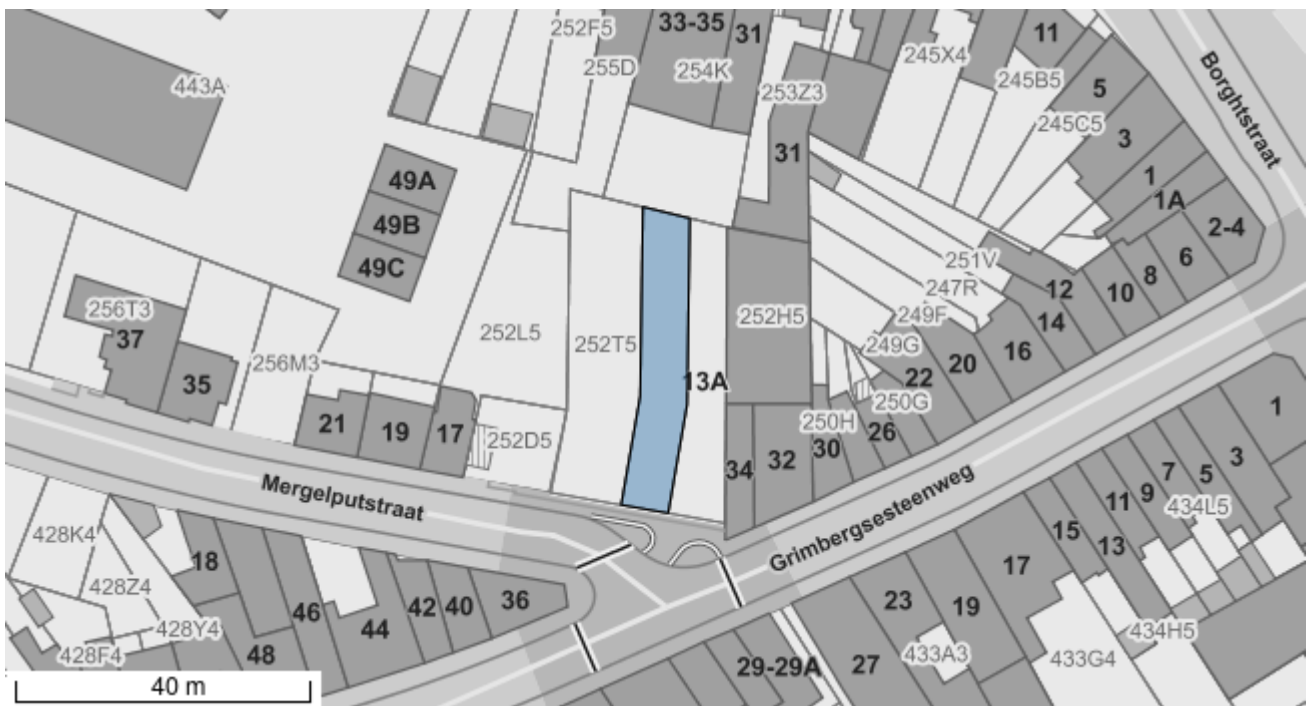 252F5
33-35
31
11
245X4
443A
255D
254K
245B5
253Z3
5
245C5
Borghtstraat
3
31
49A
1
1A
49B
2-4
49C
251V
6
8
247R
12
10
256T3
252H5
249F
14
37
252L5
252T5
249G
16
256M3
20
35
13A
22
250G
1
21
19
17
252D5
250H
26
3
30
7
5
34
32
9
11
434L5
Mergelputstraat
15
13
428K4
Grimbergsesteenweg
18
17
428Z4
46
42
40
36
23
19
428Y4
44
434H5
428F4
48
433A3
433G4
29-29A
27
40 m